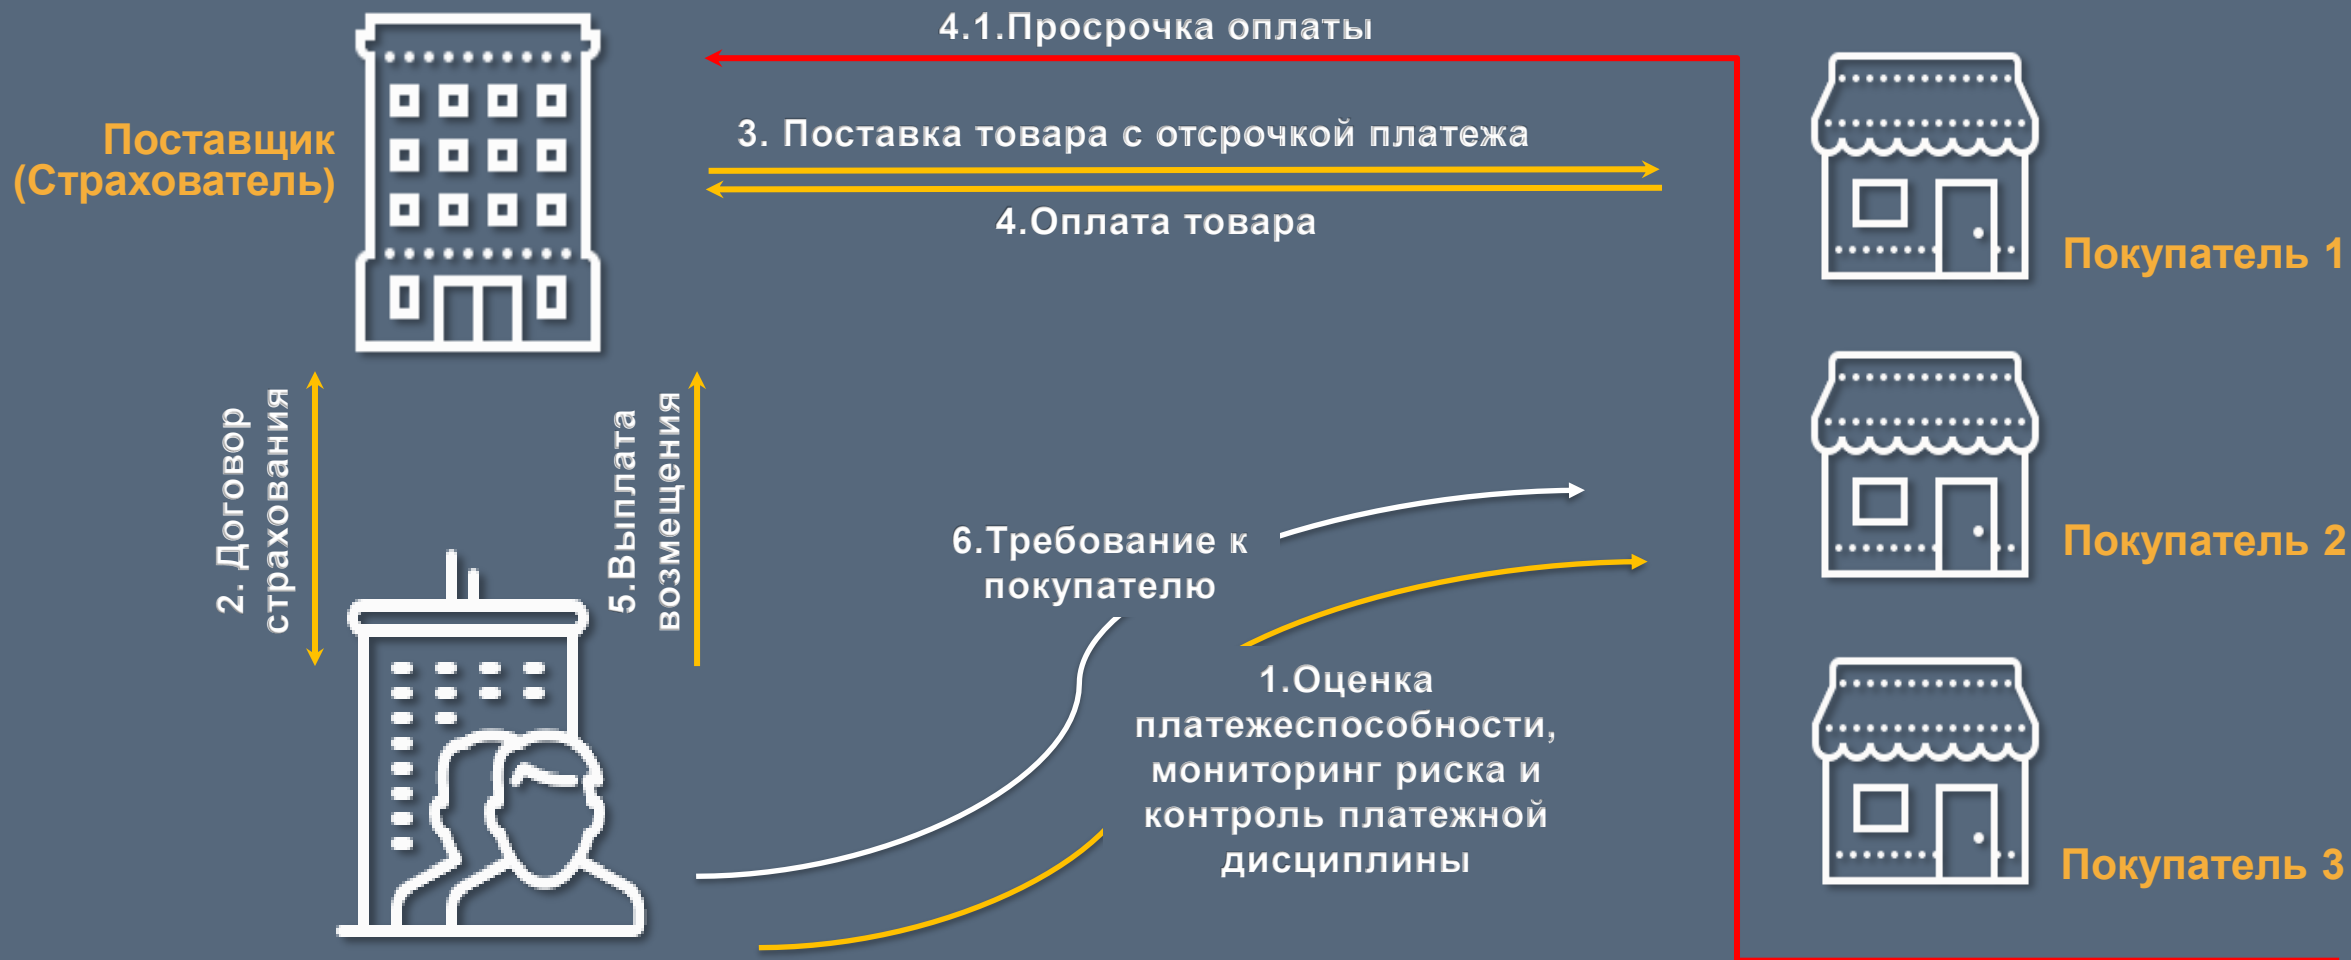 4.1.Просрочка оплаты
Поставщик
(Страхователь)
3. Поставка товара с отсрочкой платежа
4.Оплата товара
Покупатель 1
2. Договор
страхования
5.Выплата
возмещения
6.Требование к
покупателю
Покупатель 2
1.Оценка
платежеспособности,
мониторинг риска и
контроль платежной
дисциплины
Покупатель 3